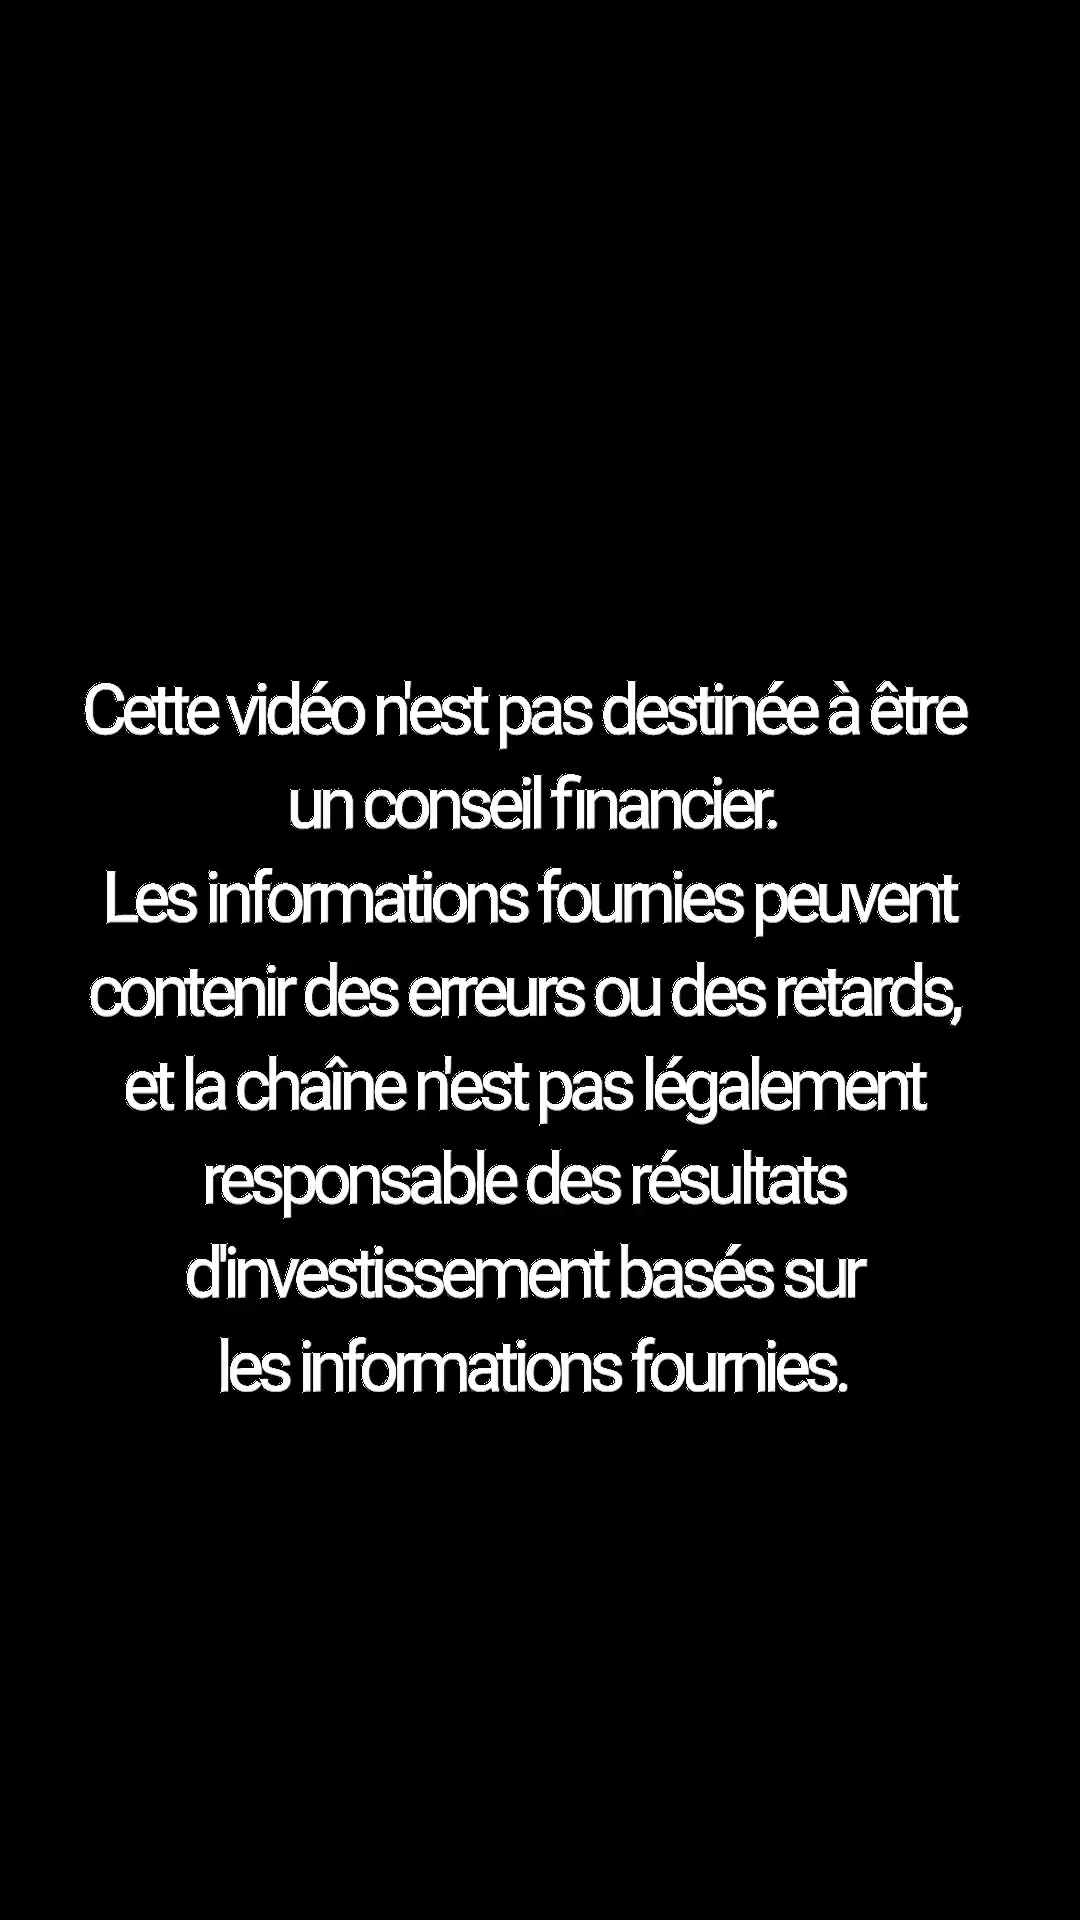 Cette vidéo n'est pas destinée à être
un conseil financier.
Les informations fournies peuvent
contenir des erreurs ou des retards,
et la chaîne n'est pas légalement
responsable des résultats
d'investissement basés sur
les informations fournies.